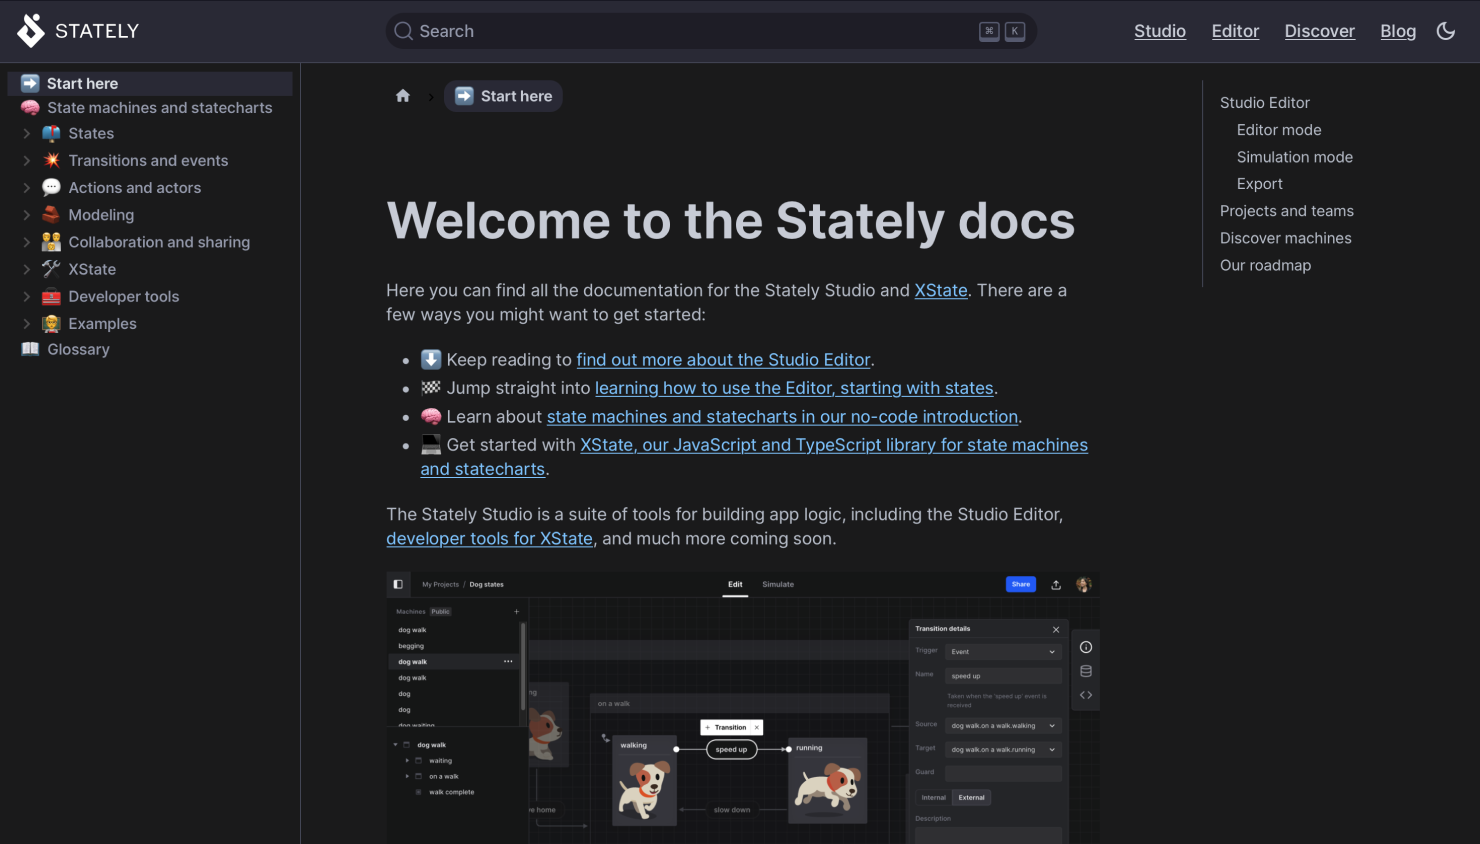 STATELY
Search
⌘ K
Studio
Editor
Discover
Blog
Start here
State machines and statecharts
States
Transitions and events
Actions and actors
Modeling
Collaboration and sharing
XState
Developer tools
Examples
Glossary
Start here
Welcome to the Stately docs
Here you can find all the documentation for the Stately Studio and XState. There are a
few ways you might want to get started:
Keep reading to find out more about the Studio Editor.
Jump straight into learning how to use the Editor, starting with states.
Learn about state machines and statecharts in our no-code introduction.
Get started with XState, our JavaScript and TypeScript library for state machines
and statecharts.
The Stately Studio is a suite of tools for building app logic, including the Studio Editor,
developer tools for XState, and much more coming soon.
My Projects / Dog states
Edit
Simulate
Share
Machines Public
dog walk
begging
dog walk
dog walk
dog
dog
dog waiting
dog walk
waiting
on a walk
walk complete
on a walk
Transition
walking
speed up
running
home
slow down
Transition details
Trigger
Event
Name
speed up
Taken when the 'speed up' event is
received
Source
dog walk.on a walk.walking
Target
dog walk.on a walk.running
Guard
Internal
External
Description
Studio Editor
Editor mode
Simulation mode
Export
Projects and teams
Discover machines
Our roadmap